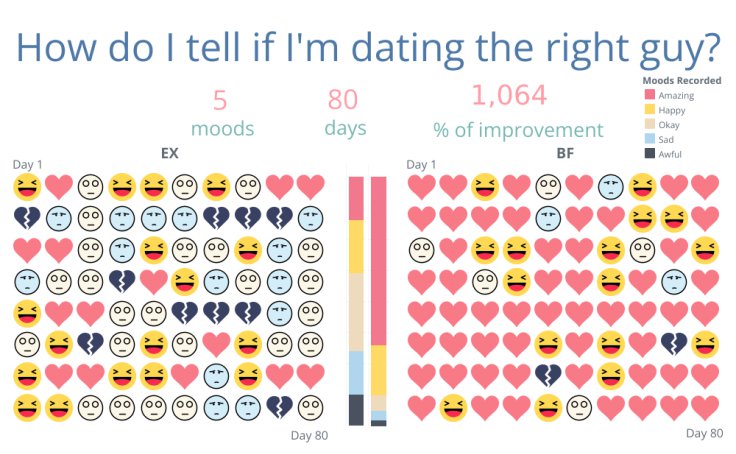 How do I tell if I'm dating the right guy?
5
moods
80
days
1,064
% of improvement
Moods Recorded
Amazing
Happy
Okay
Sad
Awful
EX
Day 1
Day 80
BF
Day 1
Day 80